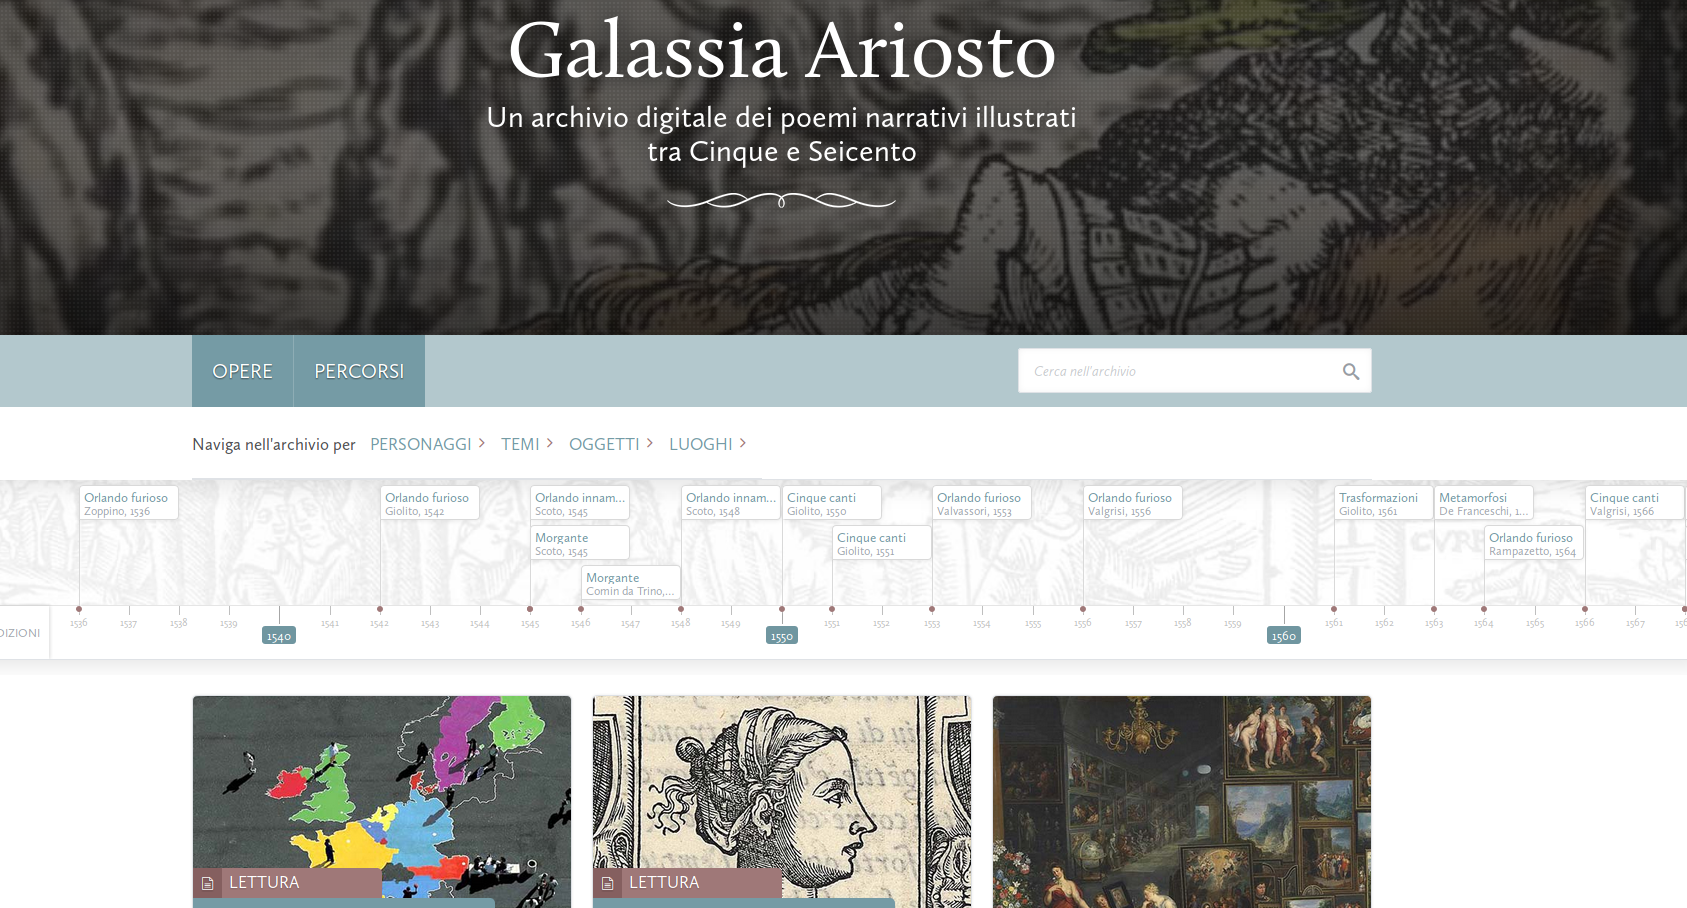 Galassia Ariosto
Un archivio digitale dei poemi narrativi illustrati
tra Cinque e Seicento
OPERE
PERCORSI
Cerca nell'archivio
Naviga nell'archivio per PERSONAGGI TEMI OGGETTI LUOGHI
Orlando furioso
Zoppino, 1536
Orlando furioso
Giolito, 1542
Orlando innam...
Scoto, 1545
Morgante
Scoto, 1545
Morgante
Comin da Trino,...
Orlando innam...
Scoto, 1548
Cinque canti
Giolito, 1550
Cinque canti
Giolito, 1551
Orlando furioso
Valvassori, 1553
Orlando furioso
Valgrisi, 1556
Trasformazioni
Giolito, 1561
Metamorfosi
De Franceschi, 1...
Orlando furioso
Rampazetto, 1564
Cinque canti
Valgrisi, 1566
DIZIONI
1536 1537 1538 1539 1540 1541 1542 1543 1544 1545 1546 1547 1548 1549 1550 1551 1552 1553 1554 1555 1556 1557 1558 1559 1560 1561 1562 1563 1564 1565 1566 1567 156
LETTURA
LETTURA